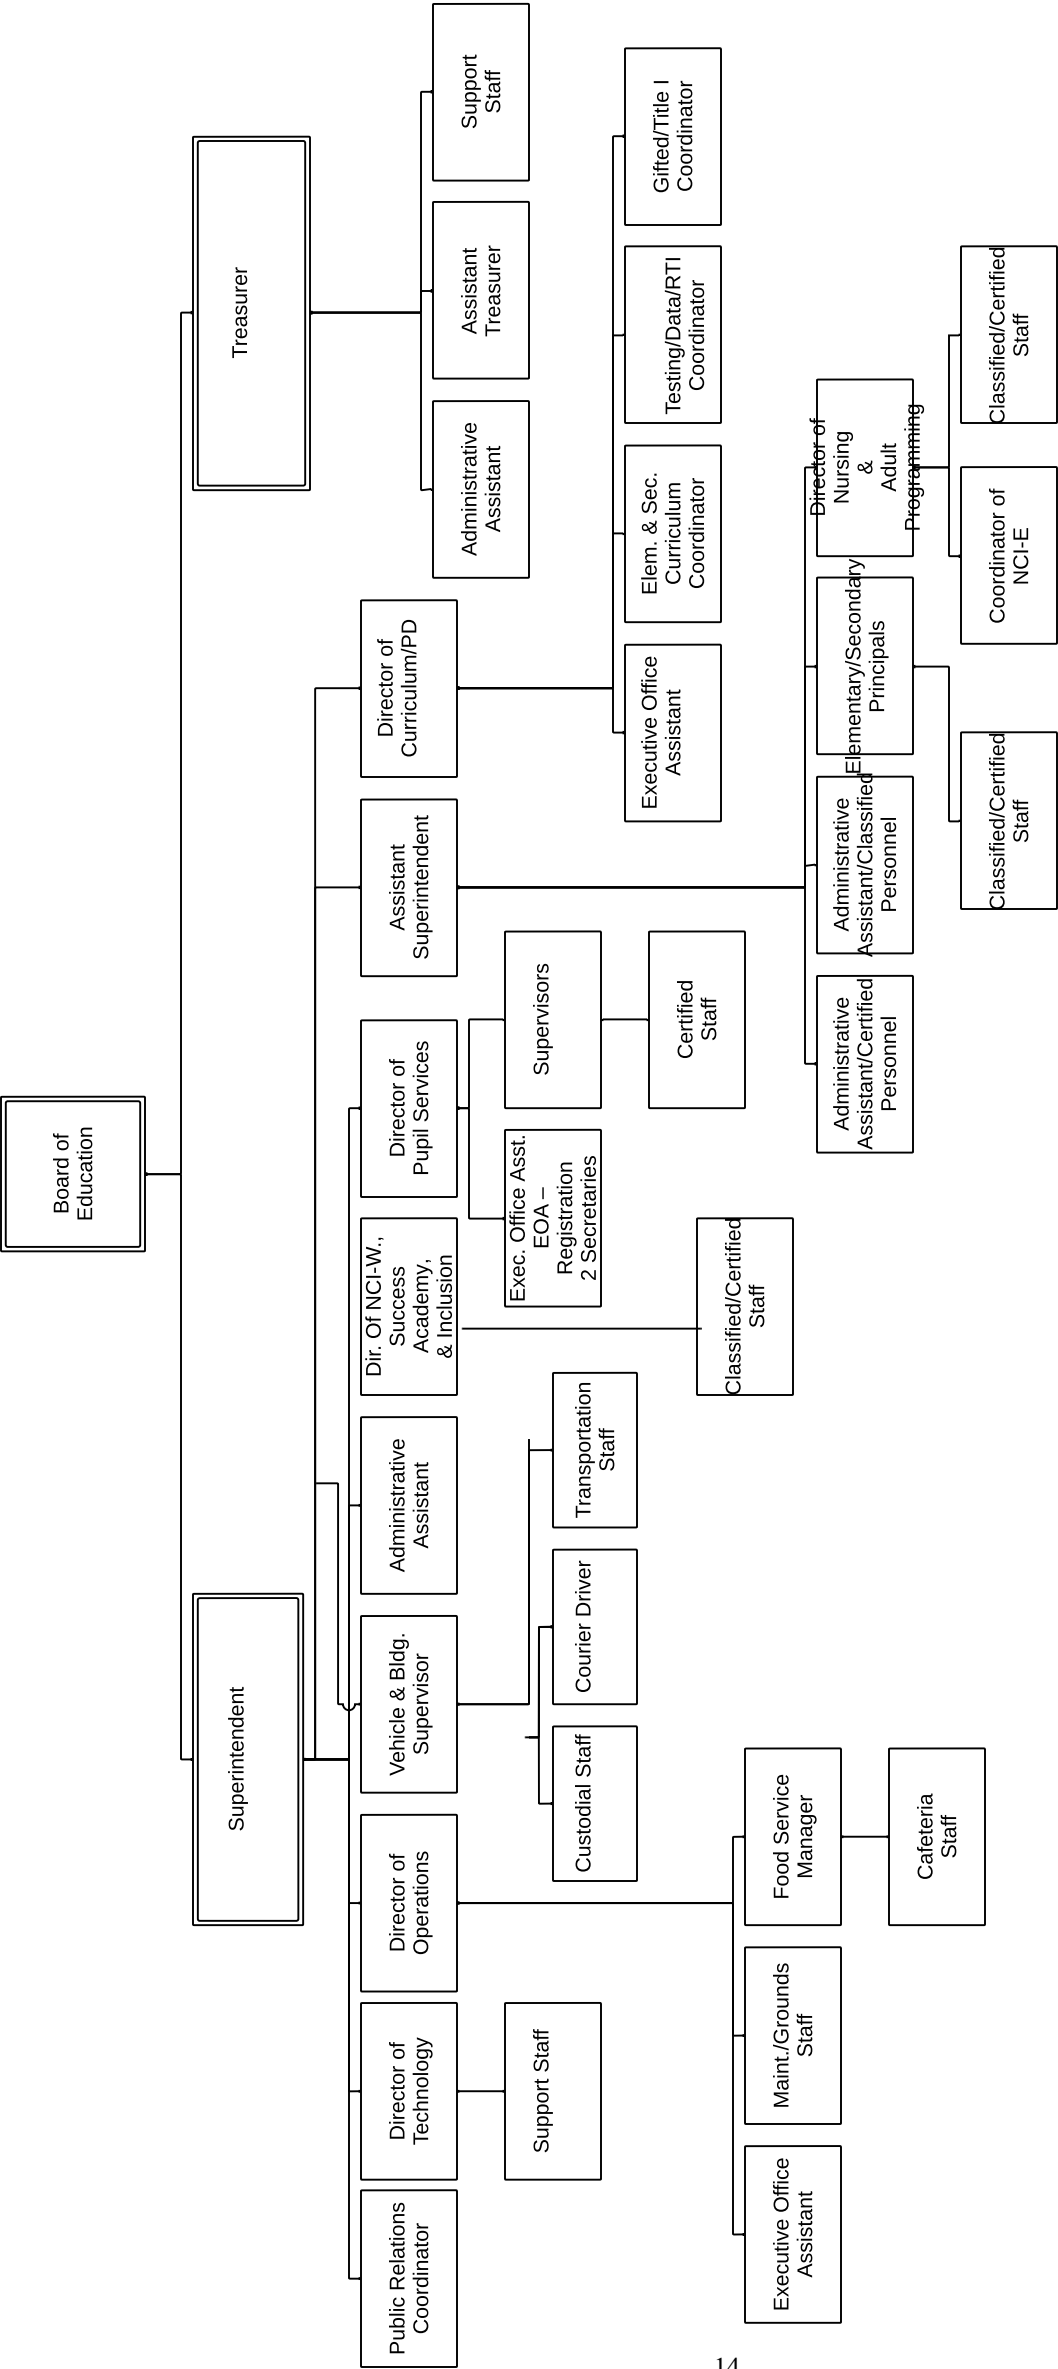 Board of
Education
Superintendent
Treasurer
Public Relations
Coordinator
Director of
Technology
Director of
Operations
Vehicle & Bldg.
Supervisor
Administrative
Assistant
Dir. Of NCI-W.,
Success
Academy,
& Inclusion
Director of
Pupil Services
Assistant
Superintendent
Director of
Curriculum/PD
Administrative
Assistant
Assistant
Treasurer
Support
Staff
Support Staff
Custodial Staff
Courier Driver
Transportation
Staff
Exec. Office Asst.
EOA –
Registration
2 Secretaries
Supervisors
Certified
Staff
Executive Office
Assistant
Elem. & Sec.
Curriculum
Coordinator
Testing/Data/RTI
Coordinator
Gifted/Title I
Coordinator
Classified/Certified
Staff
Executive Office
Assistant
Maint./Grounds
Staff
Food Service
Manager
Cafeteria
Staff
Administrative
Assistant/Certified
Personnel
Administrative
Assistant/Classified
Personnel
Elementary/Secondary
Principals
Director of
Nursing
&
Adult
Programming
Classified/Certified
Staff
Coordinator of
NCI-E
Classified/Certified
Staff
14